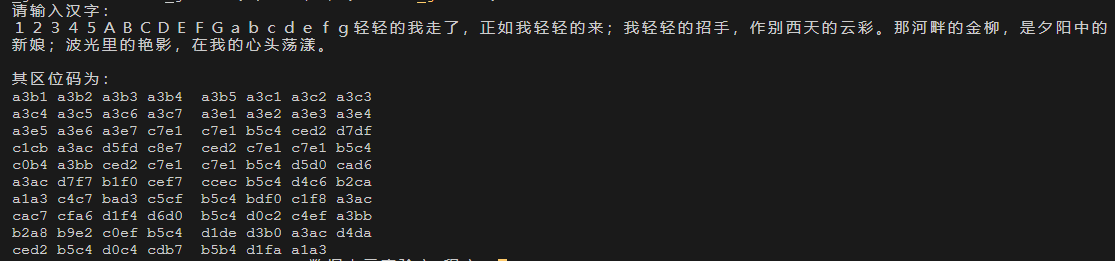 请输入汉字：
１２３４５ＡＢＣＤＥＦＧａｂｃｄｅｆｇ轻轻的我走了，正如我轻轻的来；我轻轻的招手，作别西天的云彩。那河畔的金柳，是夕阳中的
新娘；波光里的艳影，在我的心头荡漾。
其区位码为：
a3b1 a3b2 a3b3 a3b4  a3b5 a3c1 a3c2 a3c3
a3c4 a3c5 a3c6 a3c7  a3e1 a3e2 a3e3 a3e4
a3e5 a3e6 a3e7 c7e1  c7e1 b5c4 ced2 d7df
c1cb a3ac d5fd c8e7  ced2 c7e1 c7e1 b5c4
c0b4 a3bb ced2 c7e1  c7e1 b5c4 d5d0 cad6
a3ac d7f7 b1f0 cef7  ccec b5c4 d4c6 b2ca
a1a3 c4c7 bad3 c5cf  b5c4 bdf0 c1f8 a3ac
cac7 cfa6 d1f4 d6d0  b5c4 d0c2 c4ef a3bb
b2a8 b9e2 c0ef b5c4  d1de d3b0 a3ac d4da
ced2 b5c4 d0c4 cdb7  b5b4 d1fa a1a3